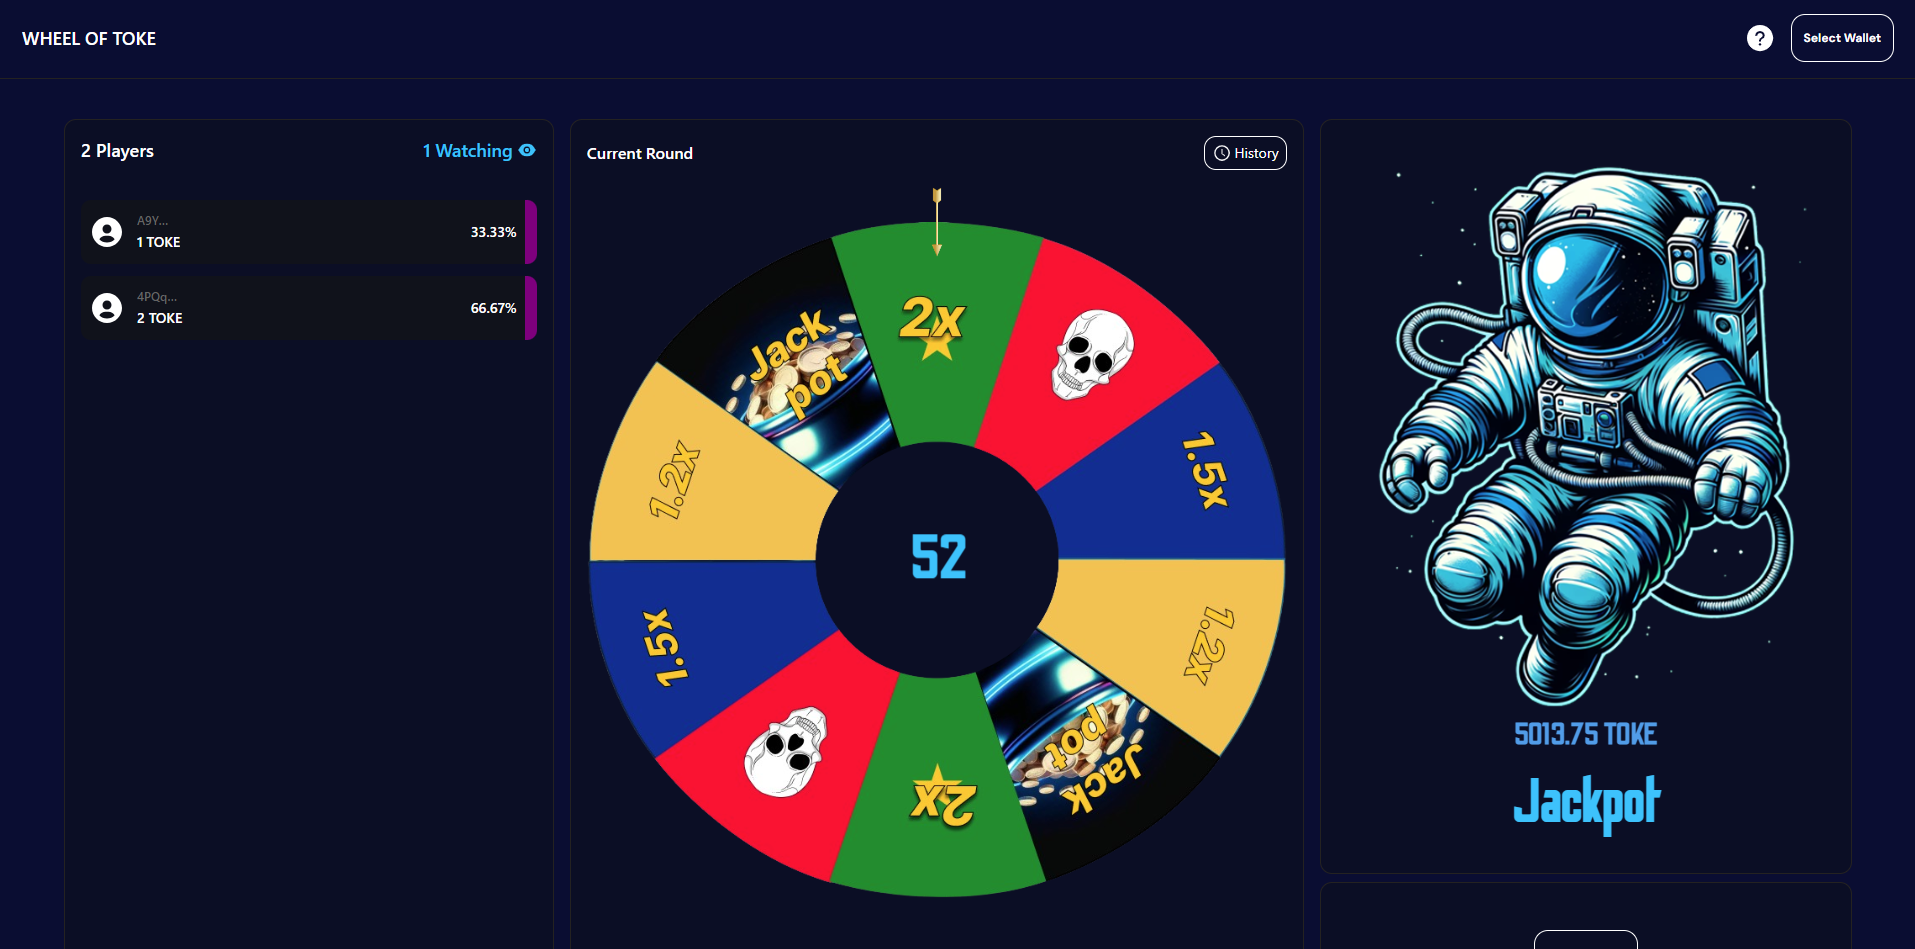 WHEEL OF TOKE
?
Select Wallet
2 Players
1 Watching
A9Y...
1 TOKE
33.33%
4PQq...
2 TOKE
66.67%
Current Round
History
2x
Jack
pot
1.5x
1.2x
52
1.2x
1.5x
Jack
pot
2x
5013.75 TOKE
Jackpot